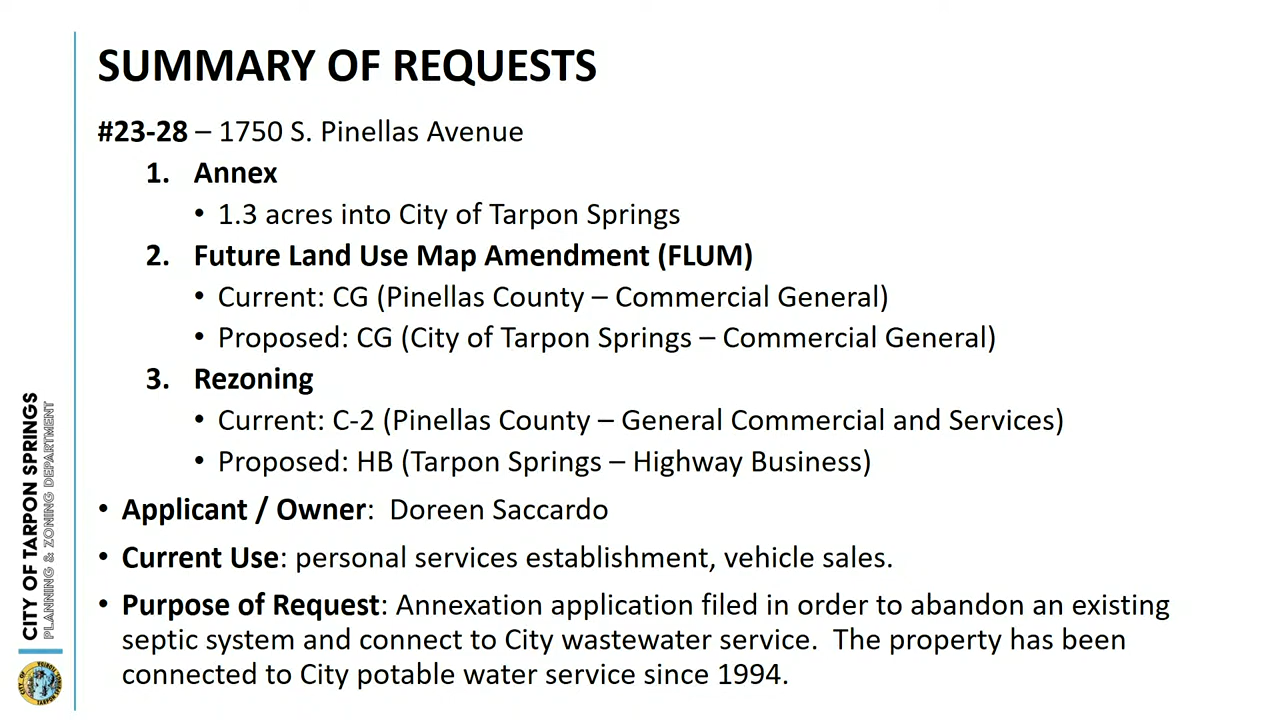 SUMMARY OF REQUESTS
#23-28 – 1750 S. Pinellas Avenue
1. Annex
• 1.3 acres into City of Tarpon Springs
2. Future Land Use Map Amendment (FLUM)
• Current: CG (Pinellas County – Commercial General)
• Proposed: CG (City of Tarpon Springs – Commercial General)
3. Rezoning
• Current: C-2 (Pinellas County – General Commercial and Services)
• Proposed: HB (Tarpon Springs – Highway Business)
• Applicant / Owner: Doreen Saccardo
• Current Use: personal services establishment, vehicle sales.
• Purpose of Request: Annexation application filed in order to abandon an existing
septic system and connect to City wastewater service. The property has been
connected to City potable water service since 1994.
CITY OF TARPON SPRINGS
PLANNING & ZONING DEPARTMENT